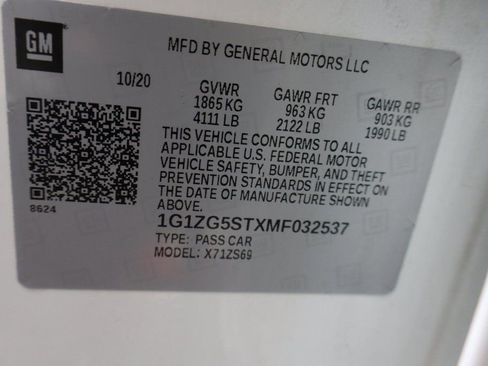 GM
MFD BY GENERAL MOTORS LLC
10/20 GVWR GAWR FRT GAWR RR
1865 KG 963 KG 903 KG
4111 LB 2122 LB 1990 LB
THIS VEHICLE CONFORMS TO ALL
APPLICABLE U.S. FEDERAL MOTOR
VEHICLE SAFETY, BUMPER, AND THEFT
PREVENTION STANDARDS IN EFFECT ON
THE DATE OF MANUFACTURE SHOWN
ABOVE.
8624
1G1ZG5STXMF032537
TYPE: PASS CAR
MODEL: X71ZS69